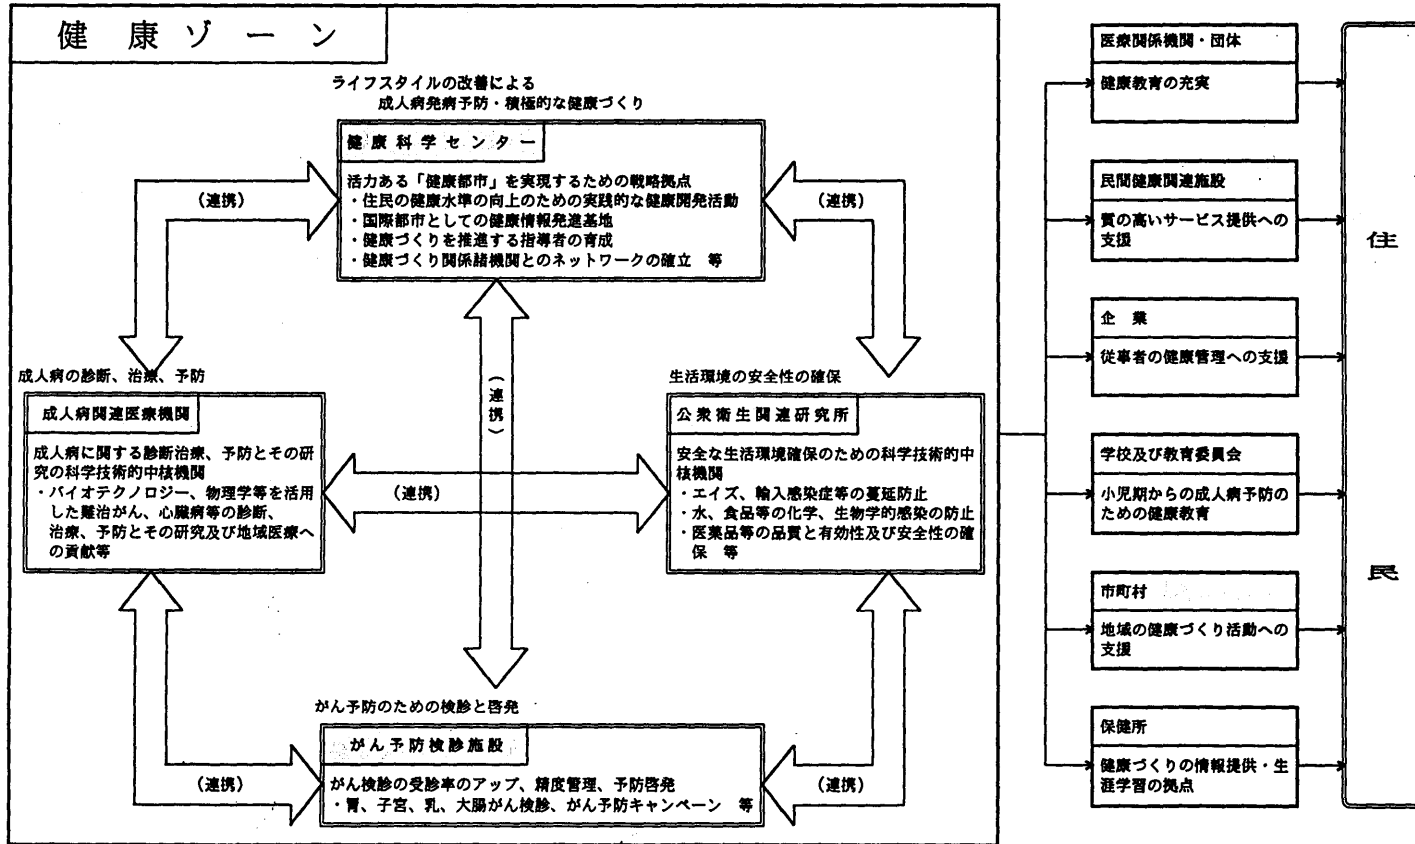 健康ゾーン
ライフスタイルの改善による
成人病発病予防・積極的な健康づくり
健康科学センター
活力ある「健康都市」を実現するための戦略拠点
・住民の健康水準の向上のための実践的な健康開発活動
・国際都市としての健康情報発進基地
・健康づくりを推進する指導者の育成
・健康づくり関係諸機関とのネットワークの確立 等
(連携)
(連携)
成人病の診断、治療、予防
成人病関連医療機関
成人病に関する診断治療、予防とその研
究の科学技術的中核機関
・バイオテクノロジー、物理学等を活用
した難治がん、心臓病等の診断、
治療、予防とその研究及び地域医療へ
の貢献等
(連携)
(連携)
生活環境の安全性の確保
公衆衛生関連研究所
安全な生活環境確保のための科学技術的中
核機関
・エイズ、輸入感染症等の蔓延防止
・水、食品等の化学、生物学的感染の防止
・医薬品等の品質と有効性及び安全性の確
保 等
がん予防のための検診と啓発
がん予防検診施設
がん検診の受診率のアップ、精度管理、予防啓発
・胃、子宮、乳、大腸がん検診、がん予防キャンペーン 等
(連携)
(連携)
医療関係機関・団体
健康教育の充実
民間健康関連施設
質の高いサービス提供への
支援
企業
従事者の健康管理への支援
学校及び教育委員会
小児期からの成人病予防の
ための健康教育
市町村
地域の健康づくり活動への
支援
保健所
健康づくりの情報提供・生
涯学習の拠点
住民